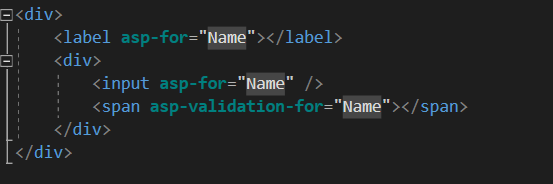 <div>
<label asp-for="Name"></label>
<div>
<input asp-for="Name" />
<span asp-validation-for="Name"></span>
</div>
</div>